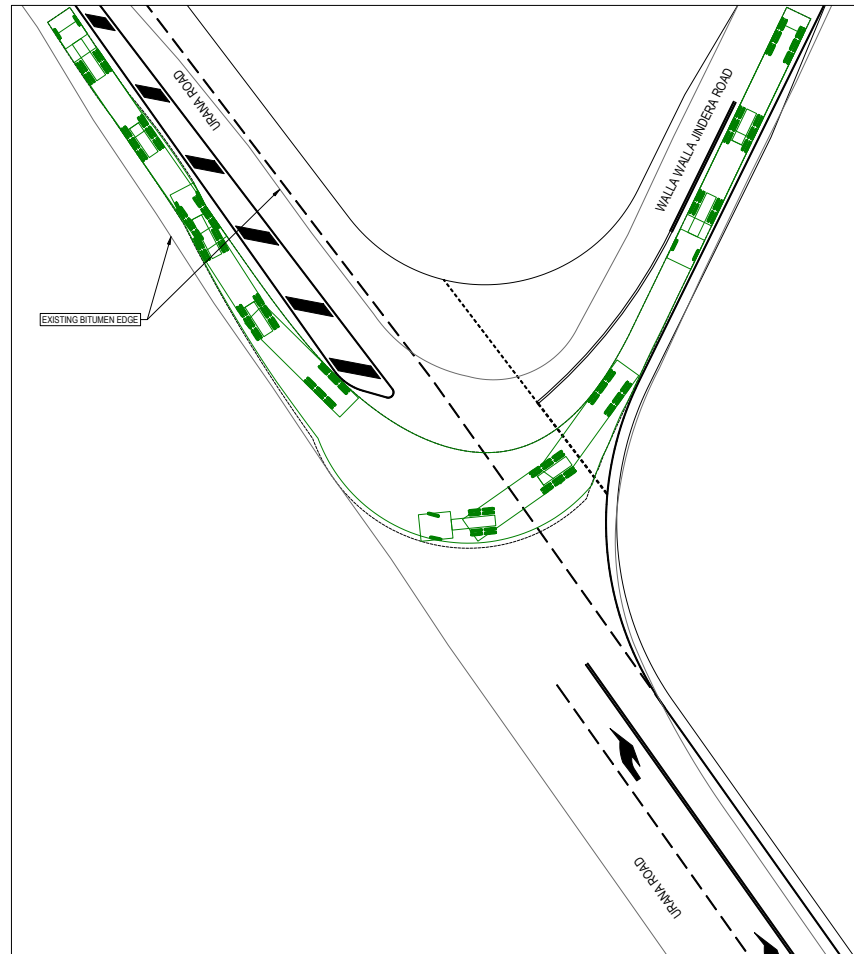 URANA ROAD
WALLA WALLA JINDERA ROAD
EXISTING BITUMEN EDGE
URANA ROAD